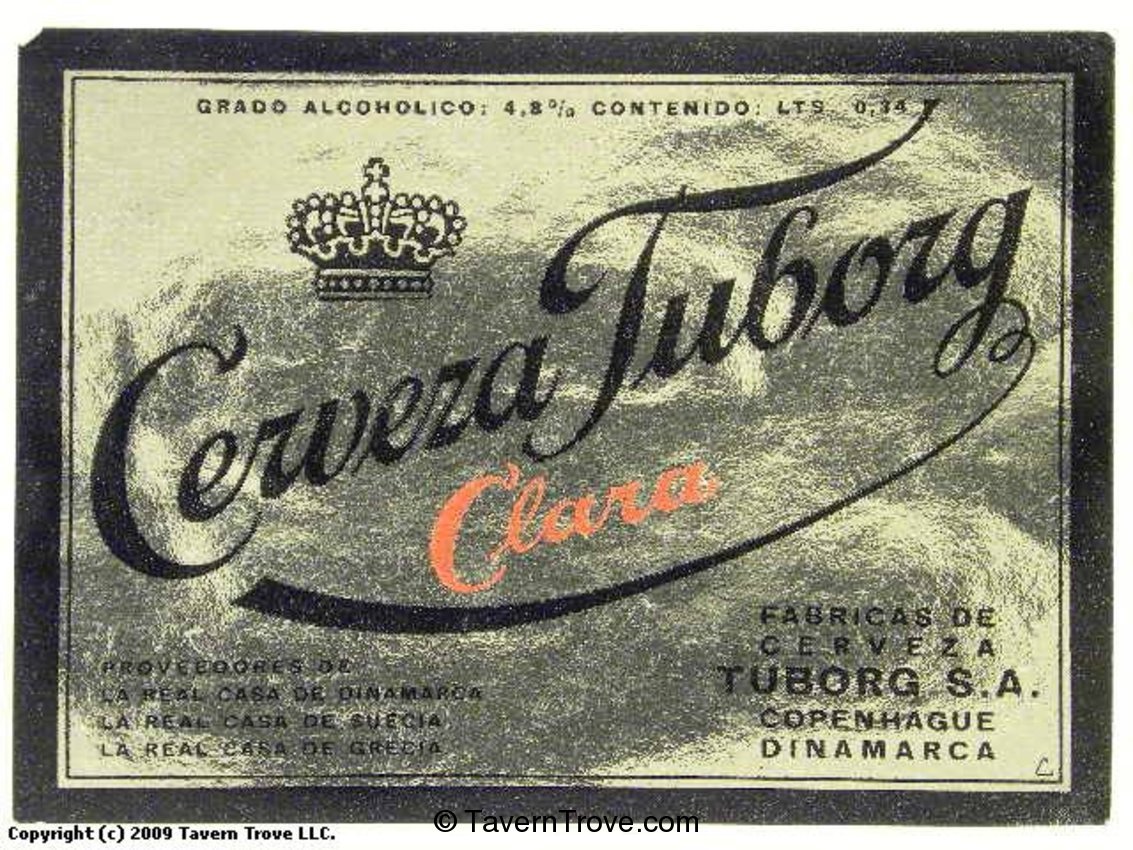 GRADO ALCOHOLICO: 4,8% CONTENIDO: LTS. 0,34
Cerveza Tuborg
Clara
PROVEEDORES DE
LA REAL CASA DE DINAMARCA
LA REAL CASA DE SUECIA
LA REAL CASA DE GRECIA
FABRICAS DE
CERVEZA
TUBORG S.A.
COPENHAGUE
DINAMARCA
C
Copyright (c) 2009 Tavern Trove LLC.
© TavernTrove.com